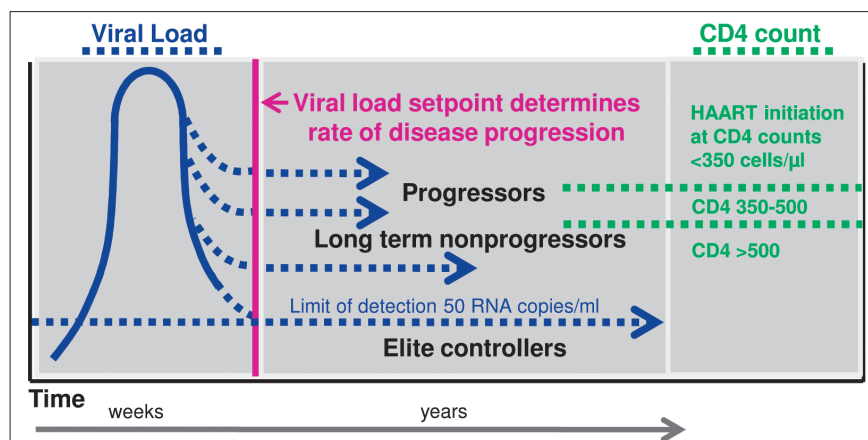 Viral Load
CD4 count
Viral load setpoint determines
rate of disease progression
HAART initiation
at CD4 counts
<350 cells/µl
Progressors
CD4 350-500
Long term nonprogressors
CD4 >500
Limit of detection 50 RNA copies/ml
Elite controllers
Time
weeks
years